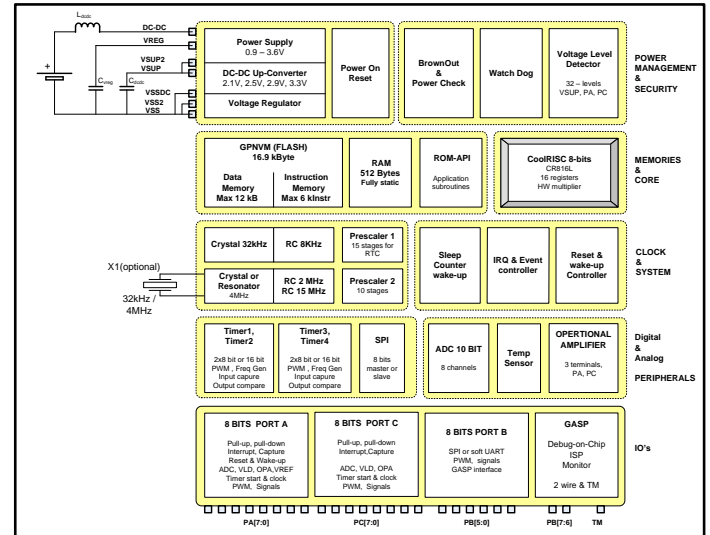 Ldcdc
DC-DC
VREG
VSUP2
VSUP
+
Cvreg
Cdcdc
VSSDC
VSS2
VSS
Power Supply
0.9 – 3.6V
DC-DC Up-Converter
2.1V, 2.5V, 2.9V, 3.3V
Voltage Regulator
Power On
Reset
BrownOut
&
Power Check
Watch Dog
Voltage Level
Detector
32 – levels
VSUP, PA, PC
POWER
MANAGEMENT
&
SECURITY
GPNVM (FLASH)
16.9 kByte
Data
Memory
Max 12 kB
Instruction
Memory
Max 6 kInstr
RAM
512 Bytes
Fully static
ROM-API
Application
subroutines
CoolRISC 8-bits
CR816L
16 registers
HW multiplier
MEMORIES
&
CORE
Crystal 32kHz
RC 8KHz
Prescaler 1
15 stages for
RTC
Crystal or
Resonator
4MHz
RC 2 MHz
RC 15 MHz
Prescaler 2
10 stages
X1(optional)
32kHz /
4MHz
Sleep
Counter
wake-up
IRQ & Event
controller
Reset &
wake-up
Controller
CLOCK
&
SYSTEM
Timer1,
Timer2
2x8 bit or 16 bit
PWM , Freq Gen
Input capure
Output compare
Timer3,
Timer4
2x8 bit or 16 bit
PWM , Freq Gen
Input capture
Output compare
SPI
8 bits
master or
slave
ADC 10 BIT
8 channels
Temp
Sensor
OPERTIONAL
AMPLIFIER
3 terminals,
PA, PC
Digital
&
Analog
PERIPHERALS
8 BITS  PORT A
Pull-up, pull-down
Interrupt, Capture
Reset & Wake-up
ADC, VLD, OPA,VREF
Timer start & clock
PWM,  Signals
8 BITS  PORT C
Pull-up, pull-down
Interrupt,Capture
ADC, VLD, OPA
Timer start & clock
PWM,  Signals
8 BITS PORT B
SPI or soft UART
PWM,  signals
GASP interface
GASP
Debug-on-Chip
ISP
Monitor
2 wire & TM
IO's
PA[7:0]
PC[7:0]
PB[5:0]
PB[7:6]
TM